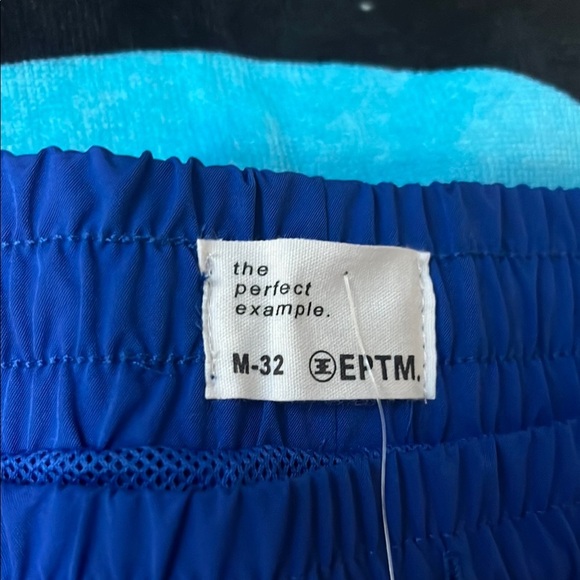 the
perfect
example.
M-32 EPTM.